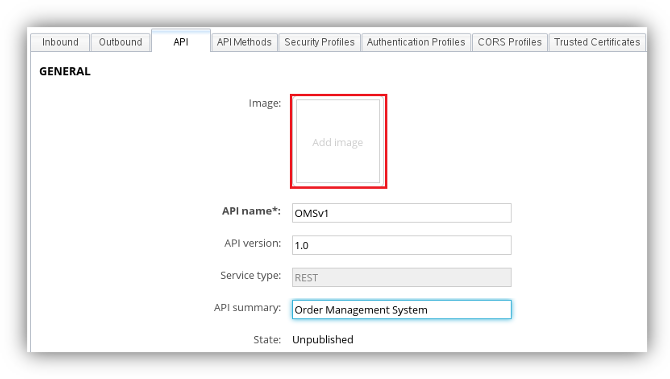 Inbound Outbound API API Methods Security Profiles Authentication Profiles CORS Profiles Trusted Certificates
GENERAL
Image:
Add image
API name*: OMSv1
API version: 1.0
Service type: REST
API summary: Order Management System
State: Unpublished